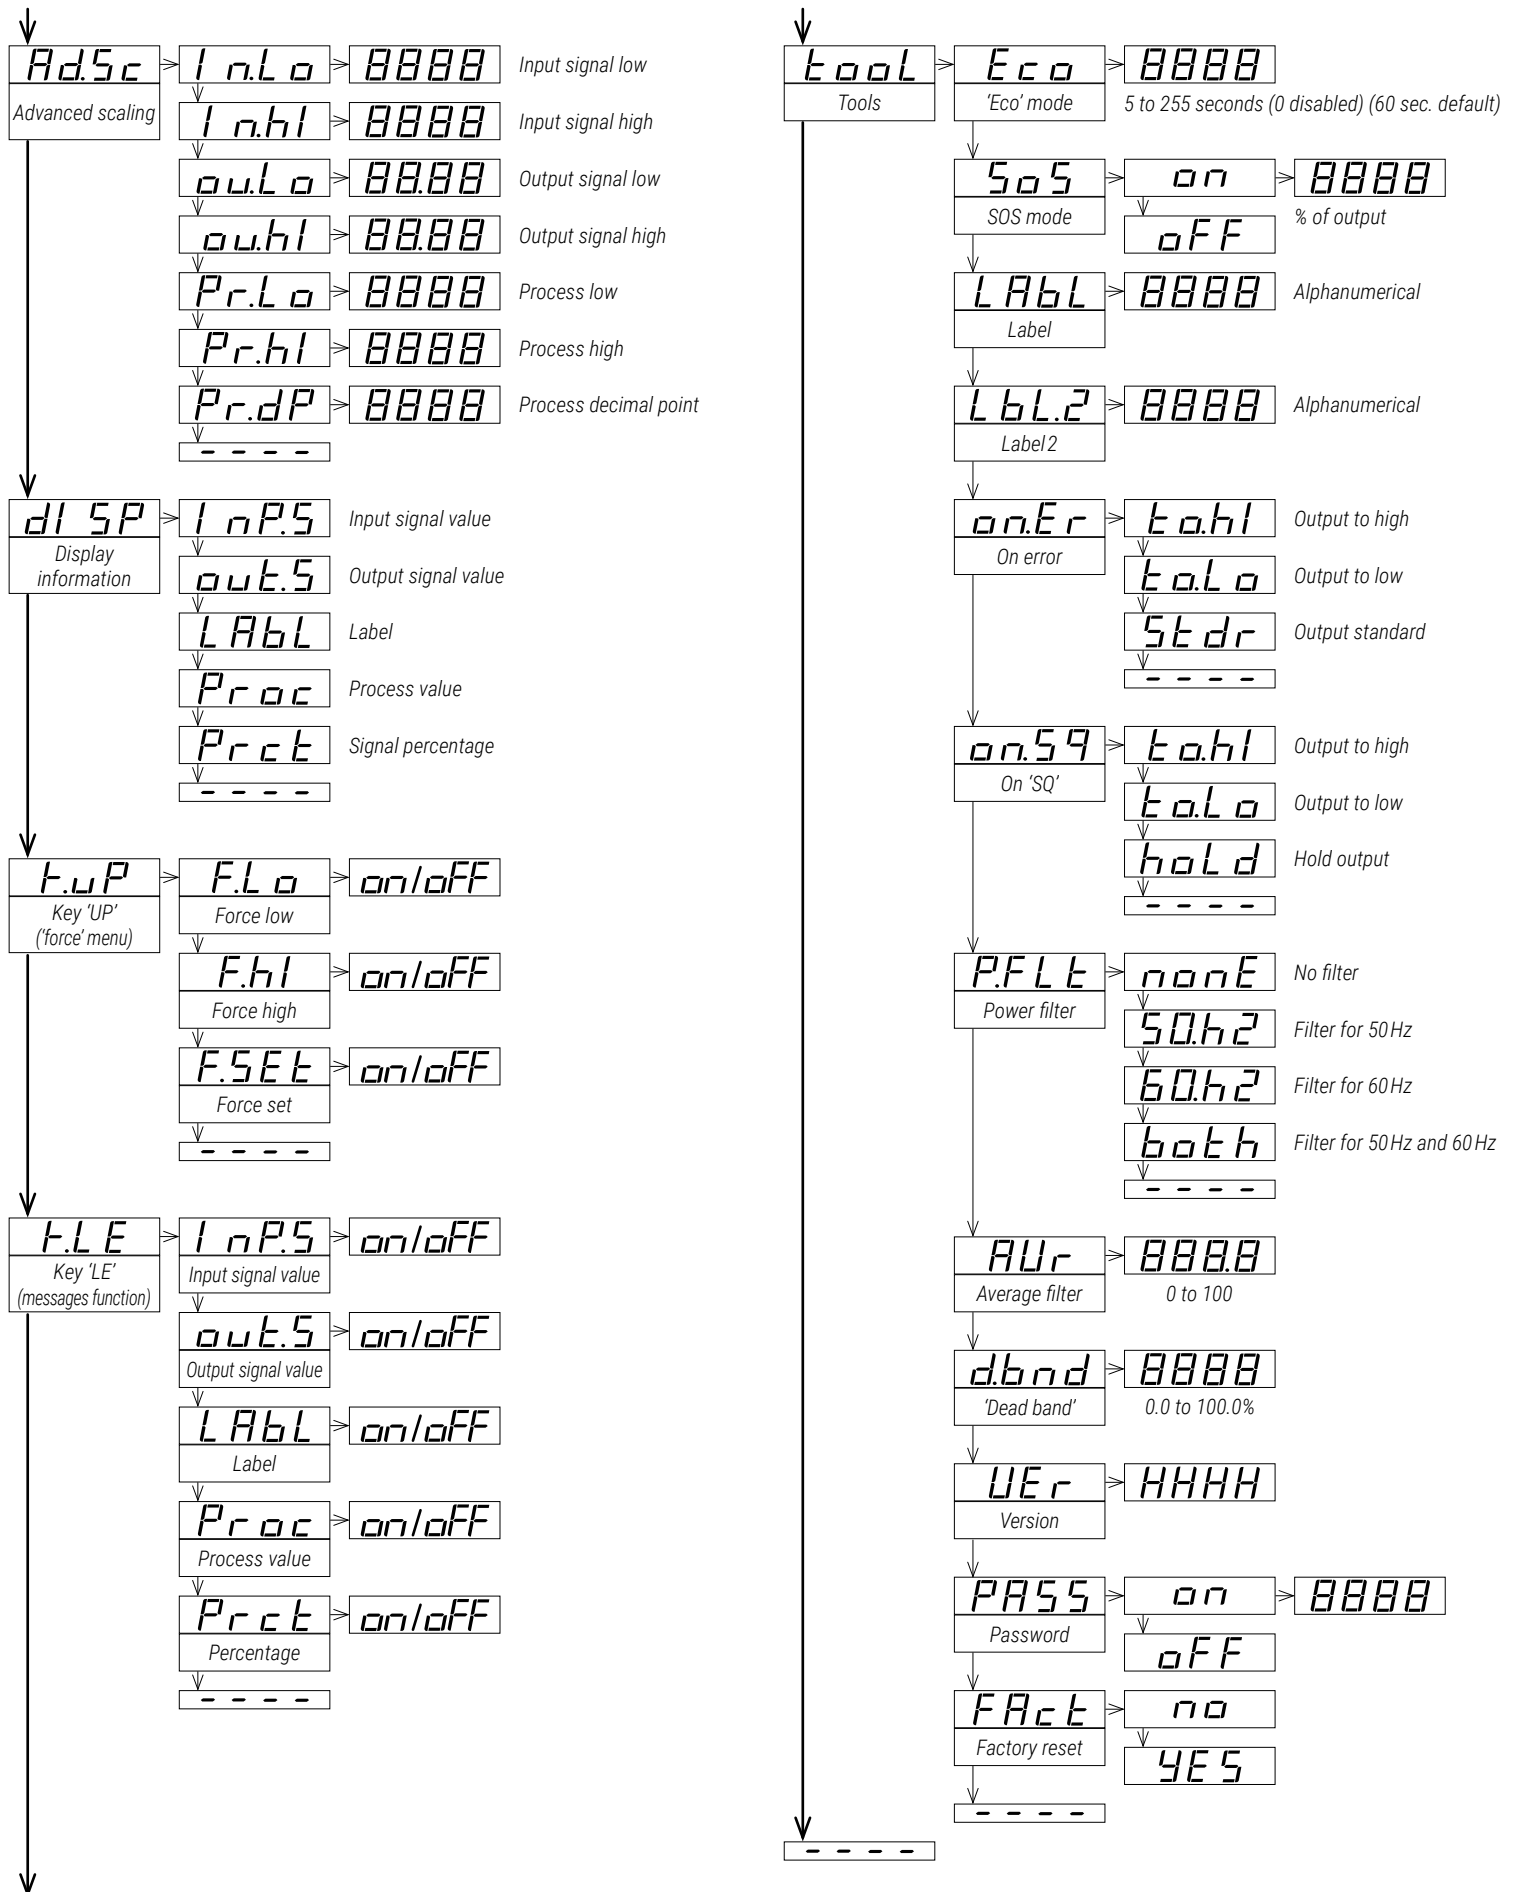 Ad.Sc
Advanced scaling
In.Lo
8888
Input signal low
In.hI
8888
Input signal high
ou.Lo
88.88
Output signal low
ou.hI
88.88
Output signal high
Pr.Lo
8888
Process low
Pr.hI
8888
Process high
Pr.dP
8888
Process decimal point
----
dISP
Display
information
InP.S
Input signal value
out.S
Output signal value
LAbL
Label
Proc
Process value
Prct
Signal percentage
----
k.uP
Key ‘UP’
(‘force’ menu)
F.Lo
Force low
on/oFF
F.hI
Force high
on/oFF
F.SEt
Force set
on/oFF
----
k.LE
Key ‘LE’
(messages function)
InP.S
Input signal value
on/oFF
out.S
Output signal value
on/oFF
LAbL
Label
on/oFF
Proc
Process value
on/oFF
Prct
Percentage
on/oFF
----
tooL
Tools
Eco
‘Eco’ mode
8888
5 to 255 seconds (0 disabled) (60 sec. default)
SoS
SOS mode
on
8888
% of output
oFF
LAbL
Label
8888
Alphanumerical
LbL.2
Label 2
8888
Alphanumerical
on.Er
On error
to.hI
Output to high
to.Lo
Output to low
Stdr
Output standard
----
on.Sq
On ‘SQ’
to.hI
Output to high
to.Lo
Output to low
hoLd
Hold output
----
P.FLt
Power filter
nonE
No filter
50.h2
Filter for 50 Hz
60.h2
Filter for 60 Hz
both
Filter for 50 Hz and 60 Hz
----
AUr
Average filter
888.8
0 to 100
d.bnd
‘Dead band’
8888
0.0 to 100.0%
UEr
Version
HHHH
PASS
Password
on
8888
oFF
FAct
Factory reset
no
YES
----
----